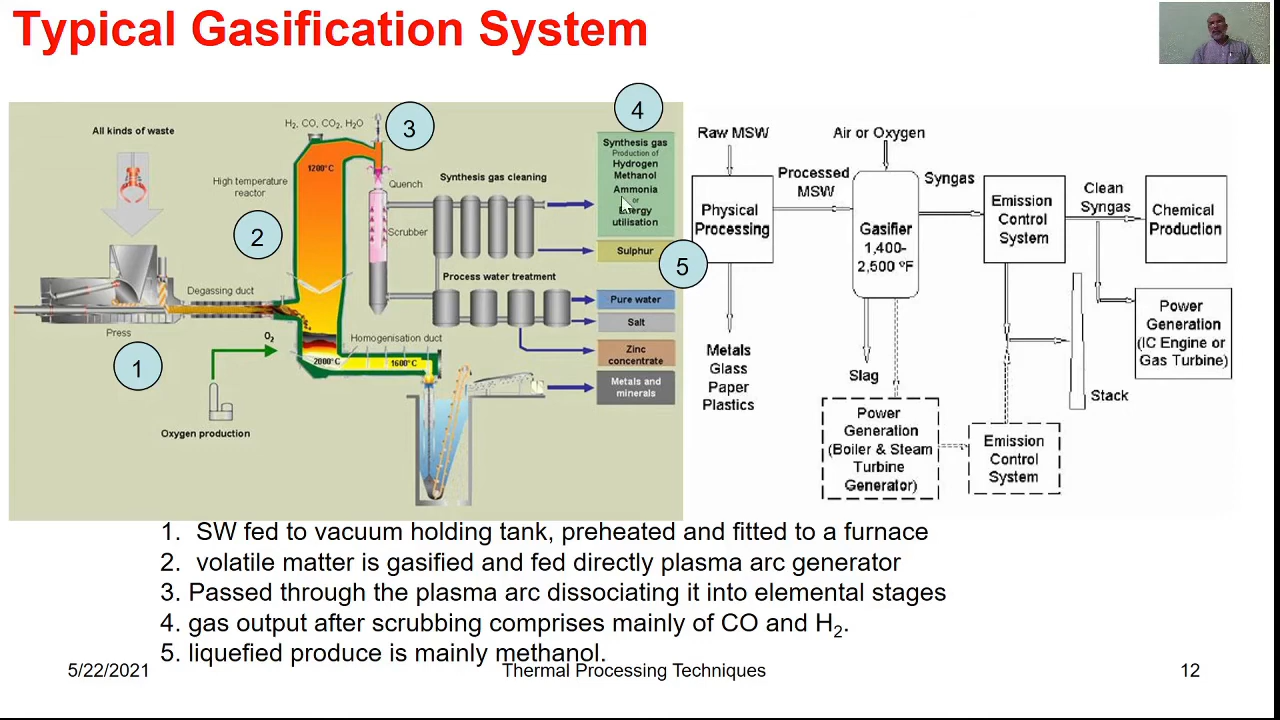 Typical Gasification System
All kinds of waste
H2, CO, CO2, H2O
1200°C
High temperature
reactor
Quench
Scrubber
Synthesis gas cleaning
Synthesis gas
Production of
Hydrogen
Methanol
Ammonia
or
Energy
utilisation
Sulphur
Process water treatment
Pure water
Salt
Zinc
concentrate
Metals and
minerals
Degassing duct
Press
O2
Homogenisation duct
2000°C
1600°C
Oxygen production
1
2
3
4
5
Raw MSW
Air or Oxygen
Physical
Processing
Processed
MSW
Gasifier
1,400-
2,500 ºF
Syngas
Emission
Control
System
Clean
Syngas
Chemical
Production
Power
Generation
(IC Engine or
Gas Turbine)
Metals
Glass
Paper
Plastics
Slag
Stack
Power
Generation
(Boiler & Steam
Turbine
Generator)
Emission
Control
System
1. SW fed to vacuum holding tank, preheated and fitted to a furnace
2. volatile matter is gasified and fed directly plasma arc generator
3. Passed through the plasma arc dissociating it into elemental stages
4. gas output after scrubbing comprises mainly of CO and H2.
5. liquefied produce is mainly methanol.
5/22/2021
Thermal Processing Techniques
12